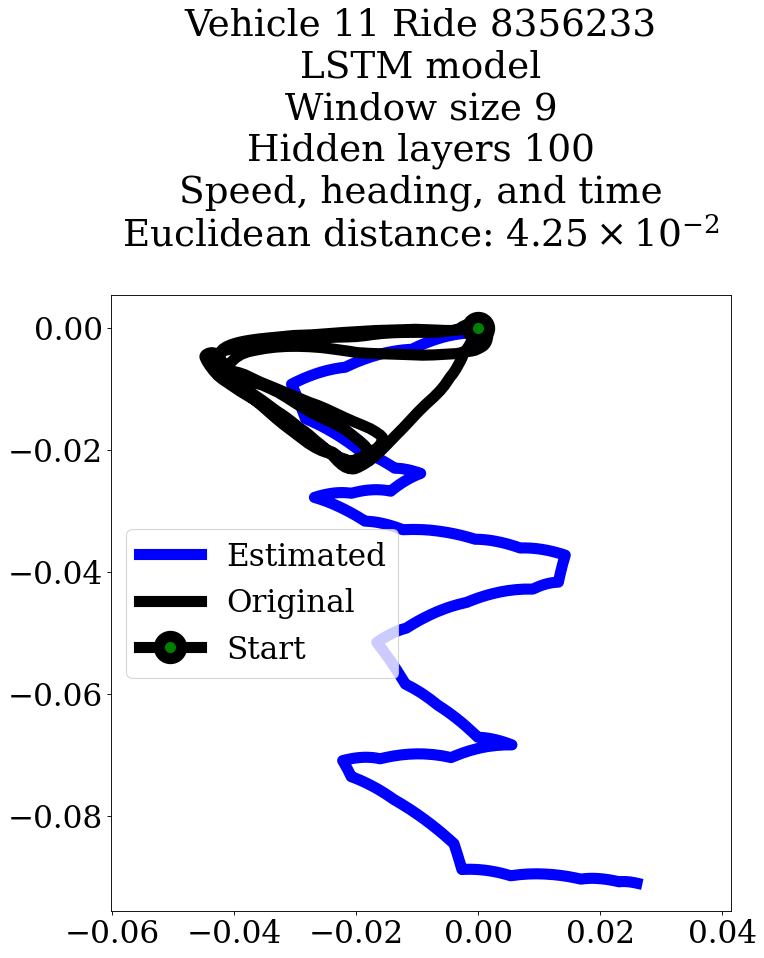 Vehicle 11 Ride 8356233
LSTM model
Window size 9
Hidden layers 100
Speed, heading, and time
Euclidean distance: 4.25 × 10⁻²
0.00
−0.02
−0.04
−0.06
−0.08
Estimated
Original
Start
−0.06 −0.04 −0.02 0.00 0.02 0.04